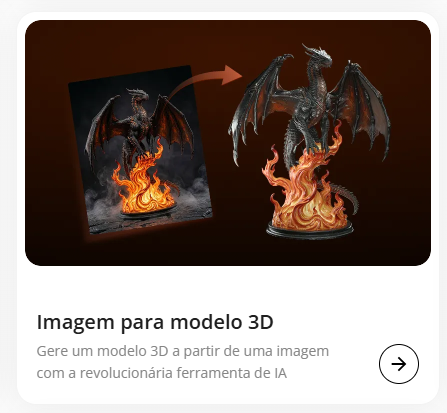 Imagem para modelo 3D
Gere um modelo 3D a partir de uma imagem
com a revolucionária ferramenta de IA